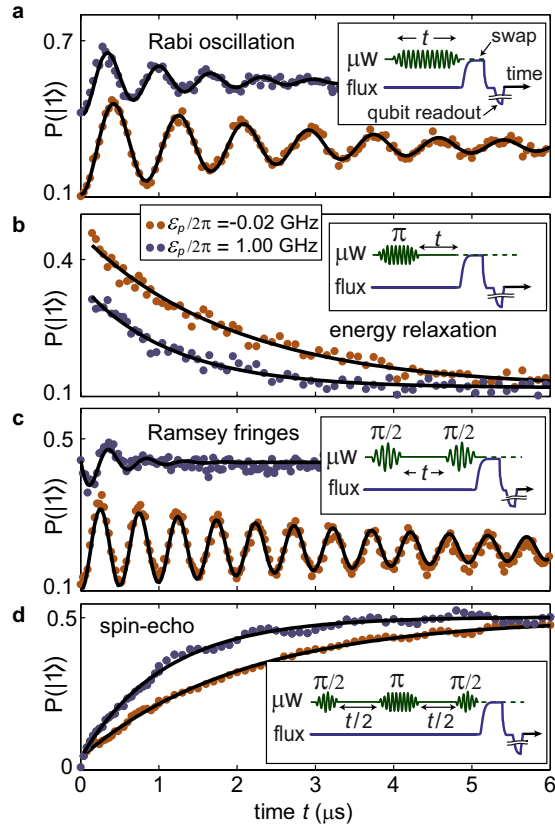 a
0.7
Rabi oscillation
P(|1⟩)
0.1
t
swap
μW
time
flux
qubit readout
b
εp/2π = -0.02 GHz
εp/2π = 1.00 GHz
0.4
P(|1⟩)
0.1
π
t
μW
flux
energy relaxation
c
0.5
Ramsey fringes
P(|1⟩)
0.1
π/2 π/2
μW
t
flux
d
0.5
spin-echo
P(|1⟩)
0
π/2 π π/2
μW
t/2 t/2
flux
0 1 2 3 4 5 6
time t (μs)